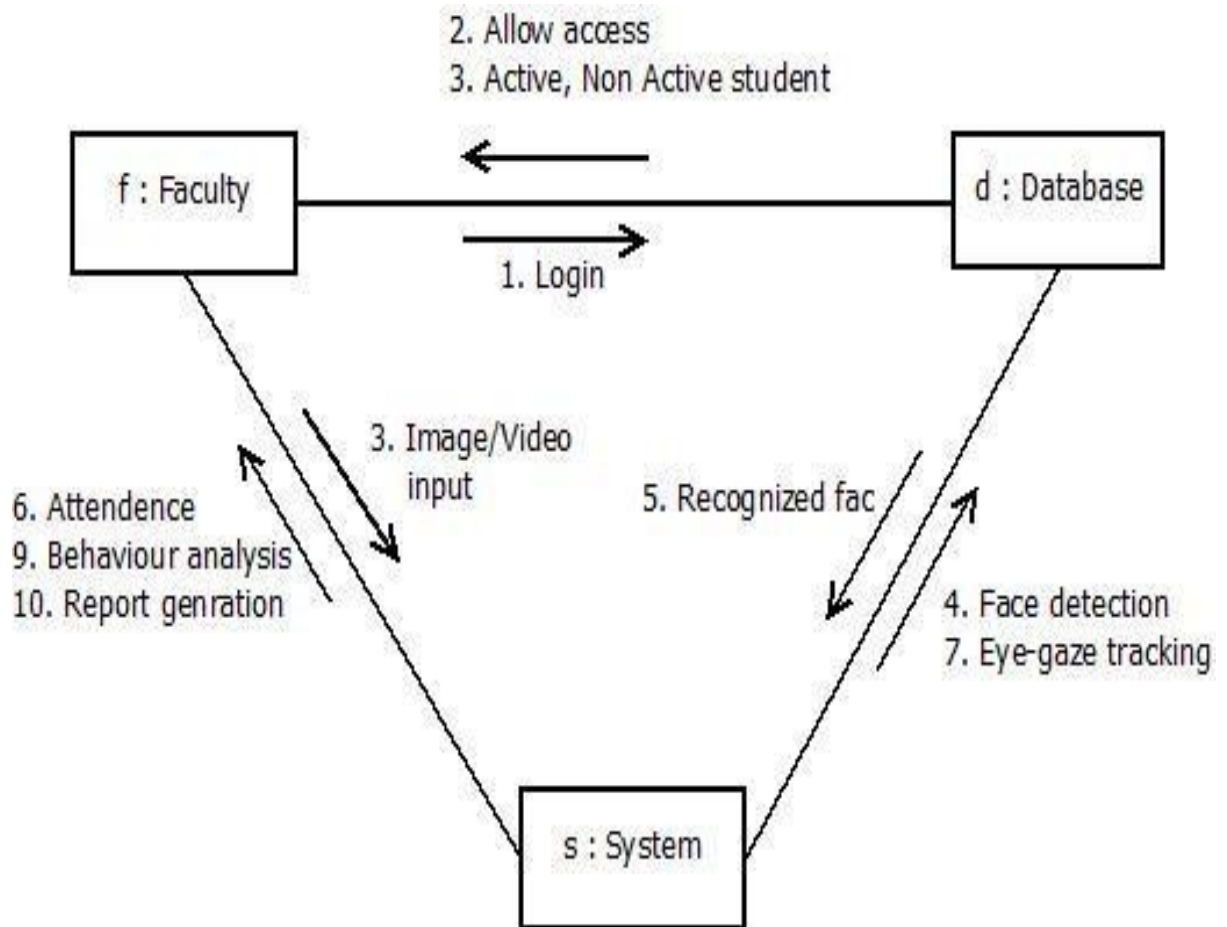 2. Allow access
3. Active, Non Active student
f : Faculty
d : Database
1. Login
3. Image/Video
input
5. Recognized fac
6. Attendence
9. Behaviour analysis
10. Report genration
4. Face detection
7. Eye-gaze tracking
s : System